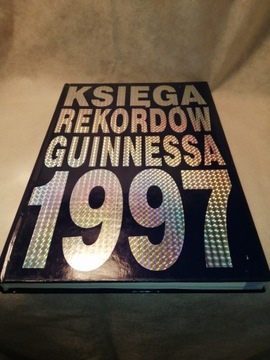 KSIĘGA
REKORDÓW
GUINNESSA
1997